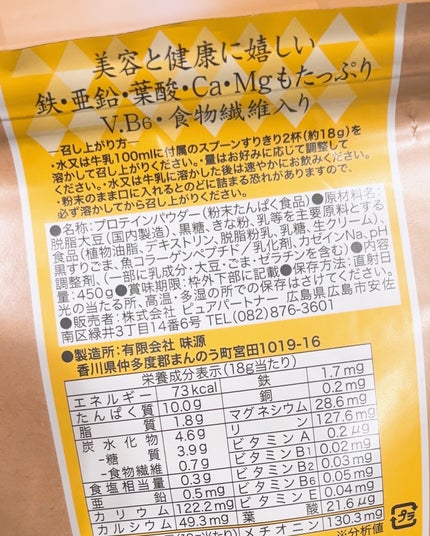 美容と健康に嬉しい
鉄・亜鉛・葉酸・Ca・Mgもたっぷり
V.B6・食物繊維入り
―召し上がり方―
・水又は牛乳100mlに付属のスプーンすりきり2杯(約18g)を
溶かして召し上がりください。・量はお好みに応じて調整して
ください。・水又は牛乳に溶かした後は速やかにお飲みください。
・粉末のまま口に入れるとのどに詰まる恐れがありますので、
必ず溶かしてから召し上がりください。
●名称:プロテインパウダー(粉末たんぱく食品)●原材料名:
脱脂大豆(国内製造)、黒糖、きな粉、乳等を主要原料とする
食品(植物油脂、デキストリン、脱脂粉乳、乳糖、生クリーム)、
黒すりごま、魚コラーゲンペプチド/乳化剤、カゼインNa、pH
調整剤、(一部に乳成分・大豆・ごま・ゼラチンを含む)●内容
量:450g●賞味期限:枠外下部に記載●保存方法:直射日
光の当たる所、高温・多湿の所での保存はさけてください。
●販売者:株式会社 ピュアパートナー 広島県広島市安佐
南区緑井3丁目14番6号 TEL(082)876-3601
●製造所:有限会社 味源
香川県仲多度郡まんのう町宮田1019-16
栄養成分表示(18g当たり)
エネルギー 73kcal 鉄 1.7mg
たんぱく質 10.0g 銅 0.2mg
脂質 1.8g マグネシウム 28.6mg
炭水化物 4.6g リン 127.6mg
-糖質 3.9g ビタミンA 0.2μg
-食物繊維 0.7g ビタミンB1 0.02mg
食塩相当量 0.3g ビタミンB2 0.03mg
亜鉛 0.5mg ビタミンB6 0.05mg
カリウム 122.2mg ビタミンE 0.04mg
カルシウム 49.3mg 葉酸 21.6μg
メチオニン 130.3mg
※分析値
プラ